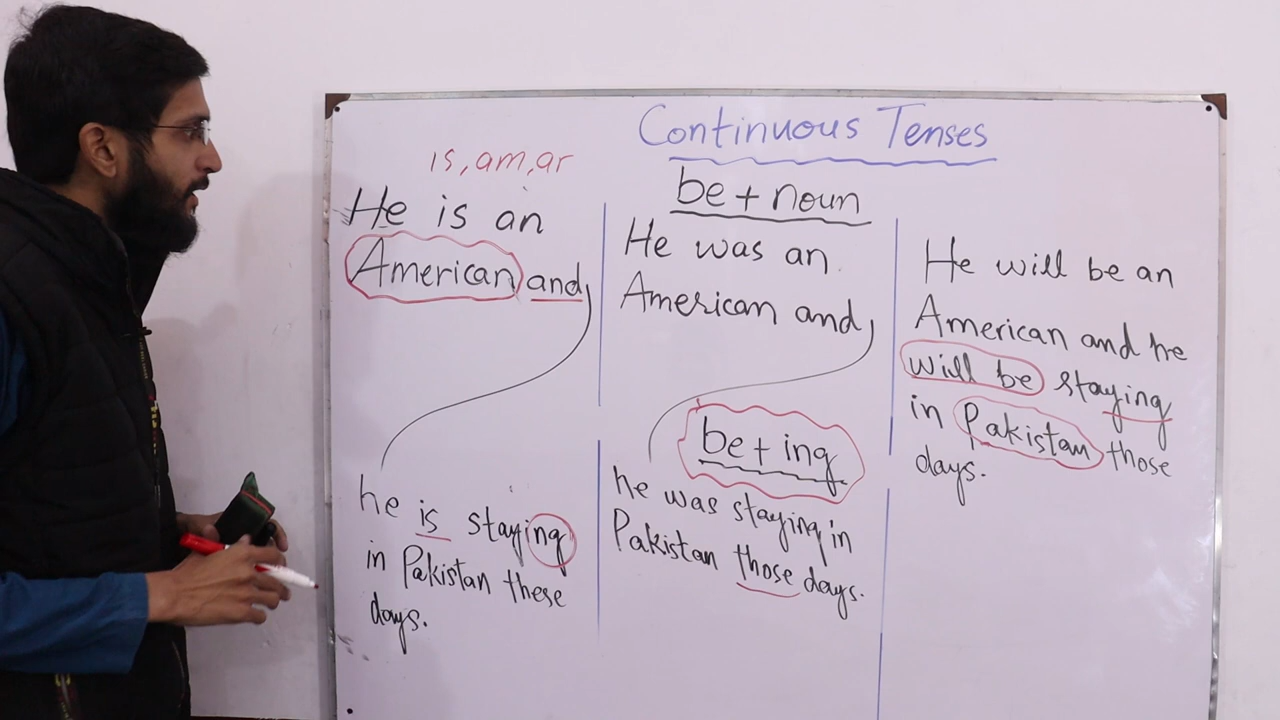 Continuous Tenses
is, am, ar
He is an
American and
he is staying
in Pakistan these
days.
be + noun
He was an
American and
be + ing
he was staying in
Pakistan those days.
He will be an
American and he
will be staying
in Pakistan those
days.